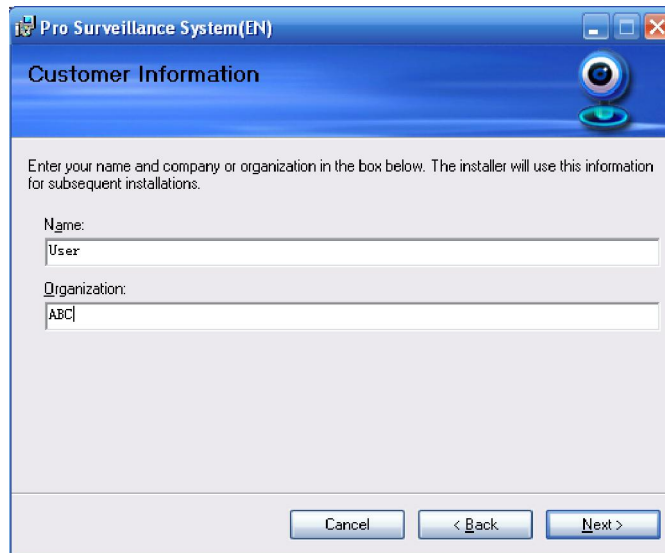 Pro Surveillance System(EN)
Customer Information
Enter your name and company or organization in the box below. The installer will use this information
for subsequent installations.
Name:
User
Organization:
ABC
Cancel
< Back
Next >